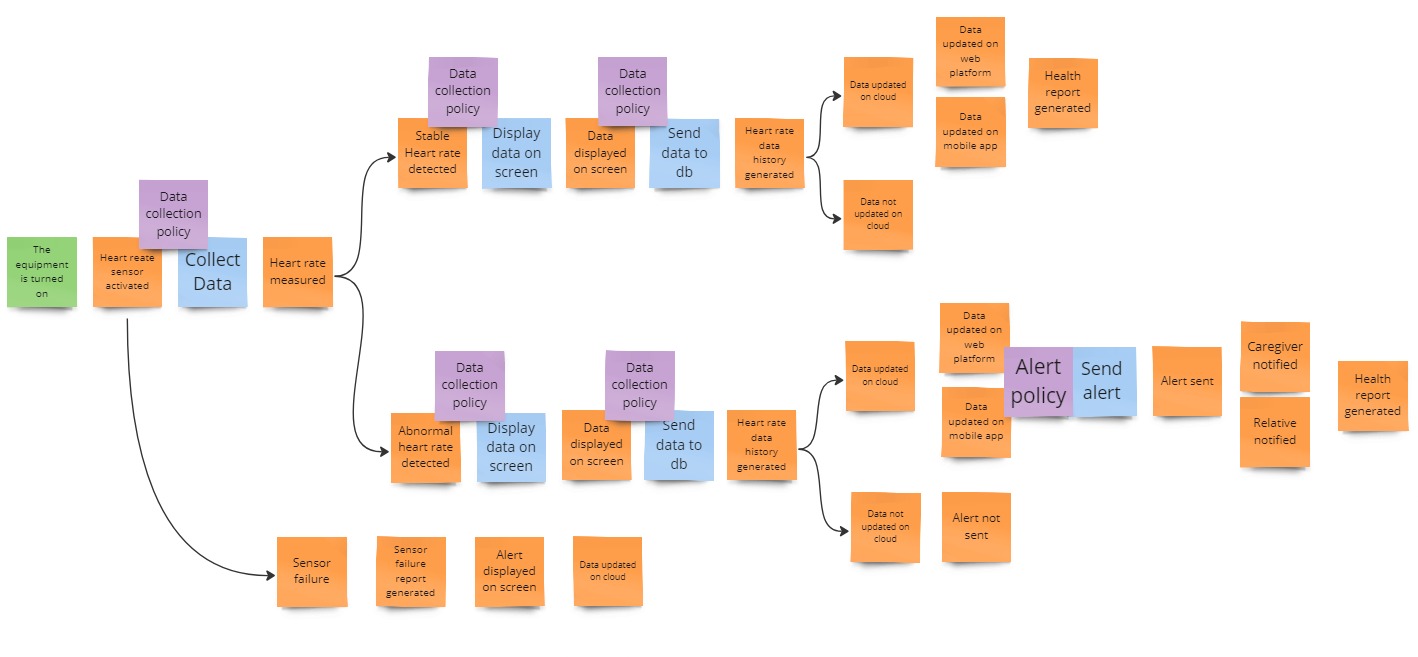 The
equipment
is turned
on
Heart reate
sensor
activated
Data
collection
policy
Collect
Data
Heart rate
measured
Data
collection
policy
Stable
Heart rate
detected
Display
data on
screen
Data
collection
policy
Data
displayed
on screen
Send
data to
db
Heart rate
data
history
generated
Data updated
on cloud
Data
updated on
web
platform
Data
updated on
mobile app
Health
report
generated
Data not
updated on
cloud
Data
collection
policy
Abnormal
heart rate
detected
Display
data on
screen
Data
collection
policy
Data
displayed
on screen
Send
data to
db
Heart rate
data
history
generated
Data updated
on cloud
Data
updated on
web
platform
Data
updated on
mobile app
Alert
policy
Send
alert
Alert sent
Caregiver
notified
Relative
notified
Health
report
generated
Data not
updated on
cloud
Alert not
sent
Sensor
failure
Sensor
failure
report
generated
Alert
displayed
on screen
Data updated
on cloud